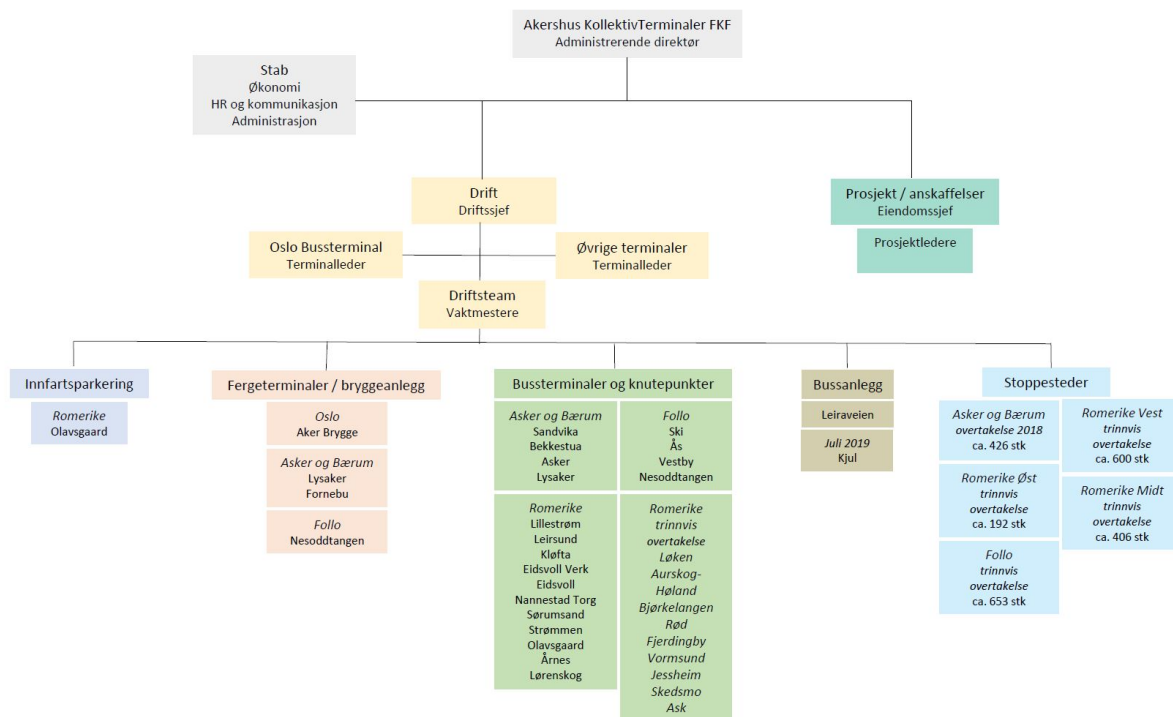 Akershus KollektivTerminaler FKF
Administrerende direktør
Stab
Økonomi
HR og kommunikasjon
Administrasjon
Drift
Driftssjef
Prosjekt / anskaffelser
Eiendomssjef
Prosjektledere
Oslo Bussterminal
Terminalleder
Øvrige terminaler
Terminalleder
Driftsteam
Vaktmestere
Innfartsparkering
Romerike
Olavsgaard
Fergeterminaler / bryggeanlegg
Oslo
Aker Brygge
Asker og Bærum
Lysaker
Fornebu
Follo
Nesoddtangen
Bussterminaler og knutepunkter
Asker og Bærum
Sandvika
Bekkestua
Asker
Lysaker
Follo
Ski
Ås
Vestby
Nesoddtangen
Romerike
Lillestrøm
Leirsund
Kløfta
Eidsvoll Verk
Eidsvoll
Nannestad Torg
Sørumsand
Strømmen
Olavsgaard
Årnes
Lørenskog
Romerike
trinnvis
overtakelse
Løken
Aurskog-
Høland
Bjørkelangen
Rød
Fjerdingby
Vormsund
Jessheim
Skedsmo
Ask
Bussanlegg
Leiraveien
Juli 2019
Kjul
Stoppesteder
Asker og Bærum
overtakelse 2018
ca. 426 stk
Romerike Øst
trinnvis
overtakelse
ca. 192 stk
Follo
trinnvis
overtakelse
ca. 653 stk
Romerike Vest
trinnvis
overtakelse
ca. 600 stk
Romerike Midt
trinnvis
overtakelse
ca. 406 stk